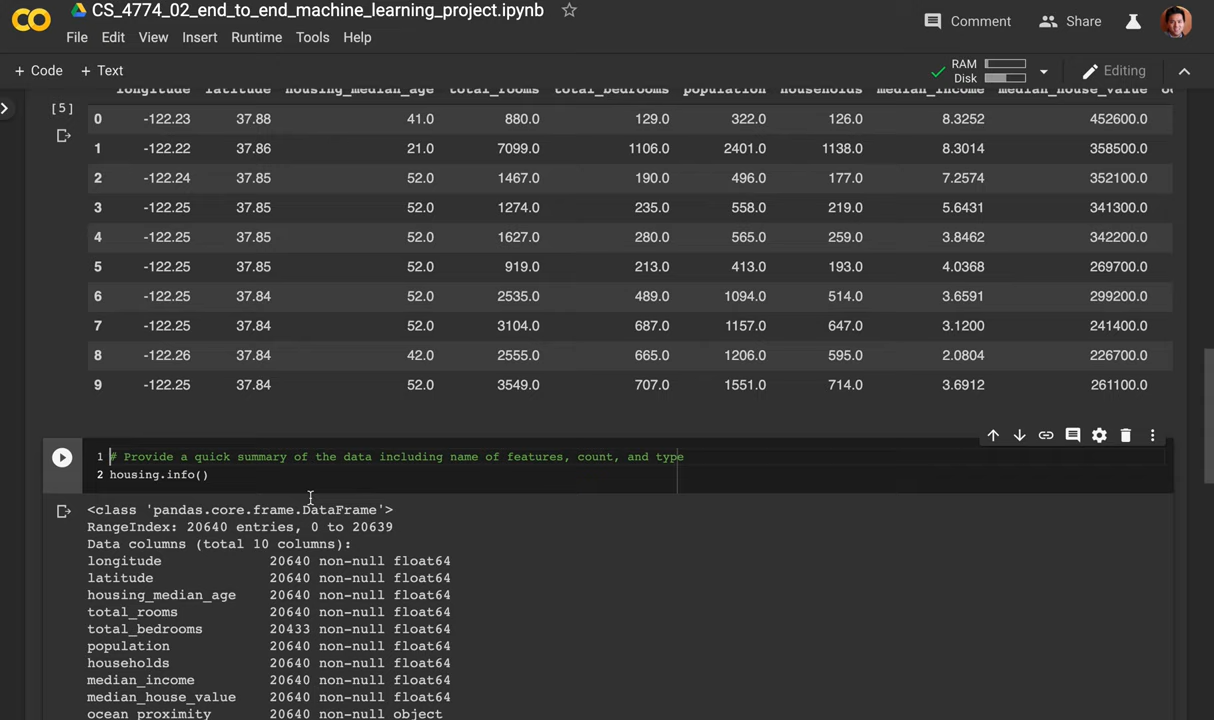 CS_4774_02_end_to_end_machine_learning_project.ipynb
Comment
Share
File Edit View Insert Runtime Tools Help
+ Code + Text
RAM
Disk
Editing
longitude latitude housing_median_age total_rooms total_bedrooms population households median_income median_house_value
[5]
0 -122.23 37.88 41.0 880.0 129.0 322.0 126.0 8.3252 452600.0
1 -122.22 37.86 21.0 7099.0 1106.0 2401.0 1138.0 8.3014 358500.0
2 -122.24 37.85 52.0 1467.0 190.0 496.0 177.0 7.2574 352100.0
3 -122.25 37.85 52.0 1274.0 235.0 558.0 219.0 5.6431 341300.0
4 -122.25 37.85 52.0 1627.0 280.0 565.0 259.0 3.8462 342200.0
5 -122.25 37.85 52.0 919.0 213.0 413.0 193.0 4.0368 269700.0
6 -122.25 37.84 52.0 2535.0 489.0 1094.0 514.0 3.6591 299200.0
7 -122.25 37.84 52.0 3104.0 687.0 1157.0 647.0 3.1200 241400.0
8 -122.26 37.84 42.0 2555.0 665.0 1206.0 595.0 2.0804 226700.0
9 -122.25 37.84 52.0 3549.0 707.0 1551.0 714.0 3.6912 261100.0
1 # Provide a quick summary of the data including name of features, count, and type
2 housing.info()
<class 'pandas.core.frame.DataFrame'>
RangeIndex: 20640 entries, 0 to 20639
Data columns (total 10 columns):
longitude 20640 non-null float64
latitude 20640 non-null float64
housing_median_age 20640 non-null float64
total_rooms 20640 non-null float64
total_bedrooms 20433 non-null float64
population 20640 non-null float64
households 20640 non-null float64
median_income 20640 non-null float64
median_house_value 20640 non-null float64
ocean_proximity 20640 non-null object